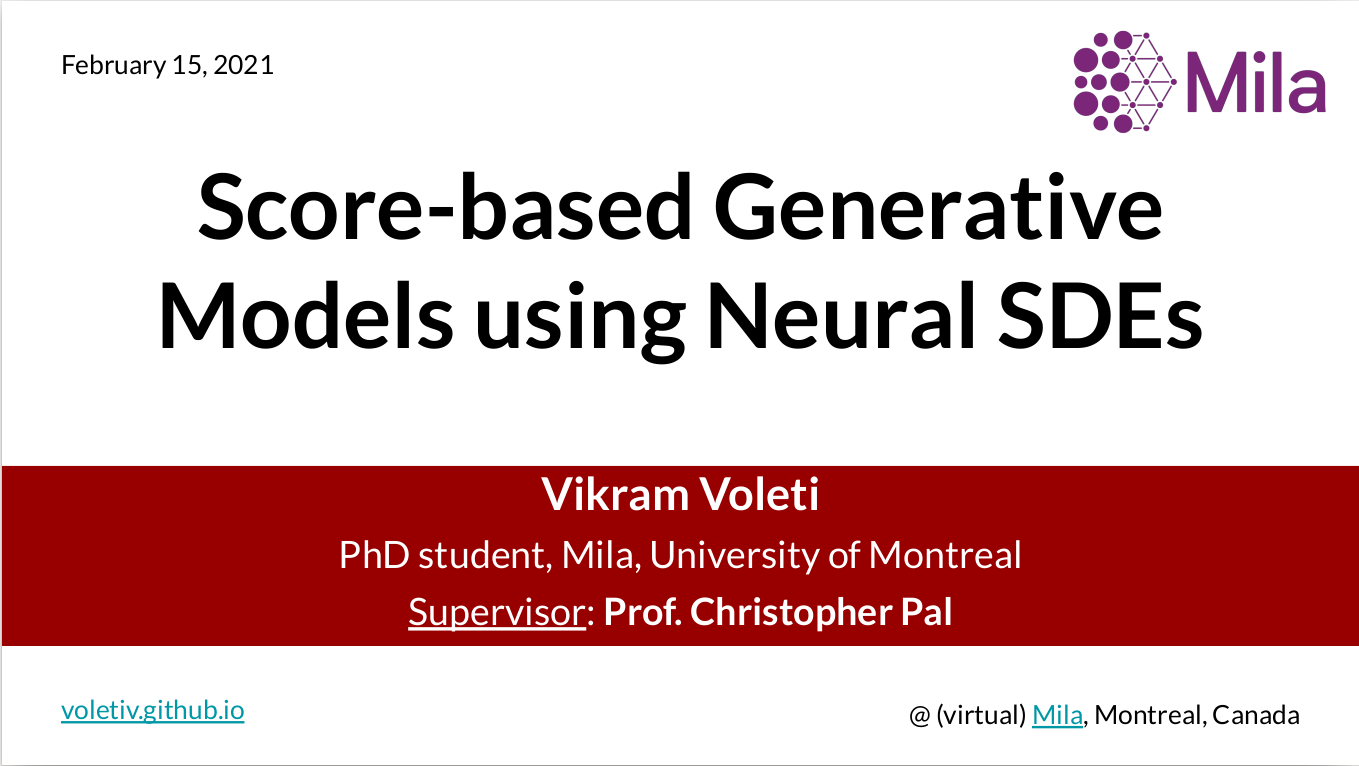 February 15, 2021
Mila
Score-based Generative
Models using Neural SDEs
Vikram Voleti
PhD student, Mila, University of Montreal
Supervisor: Prof. Christopher Pal
voletiv.github.io
@ (virtual) Mila, Montreal, Canada